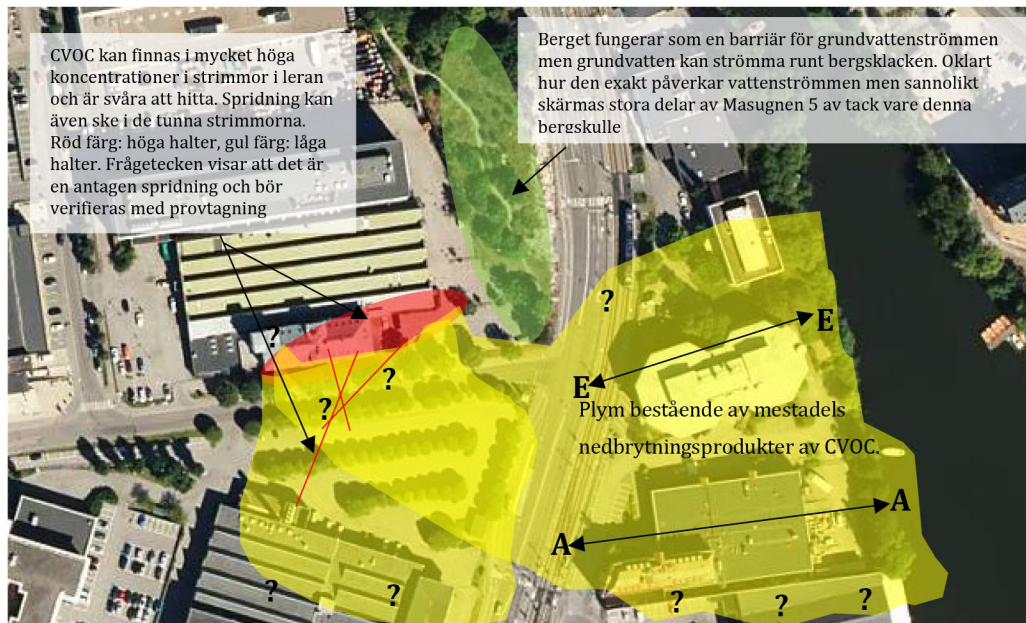 CVOC kan finnas i mycket höga
koncentrationer i strimmor i leran
och är svåra att hitta. Spridning kan
även ske i de tunna strimmorna.
Röd färg: höga halter, gul färg: låga
halter. Frågetecken visar att det är
en antagen spridning och bör
verifieras med provtagning
Berget fungerar som en barriär för grundvattenströmmen
men grundvatten kan strömma runt bergsklacken. Oklart
hur den exakt påverkar vattenströmmen men sannolikt
skärmas stora delar av Masugnen 5 av tack vare denna
bergskulle
?
?
E
E
?
?
Plym bestående av mestadels
nedbrytningsprodukter av CVOC.
A
A
?
?
?
?
?